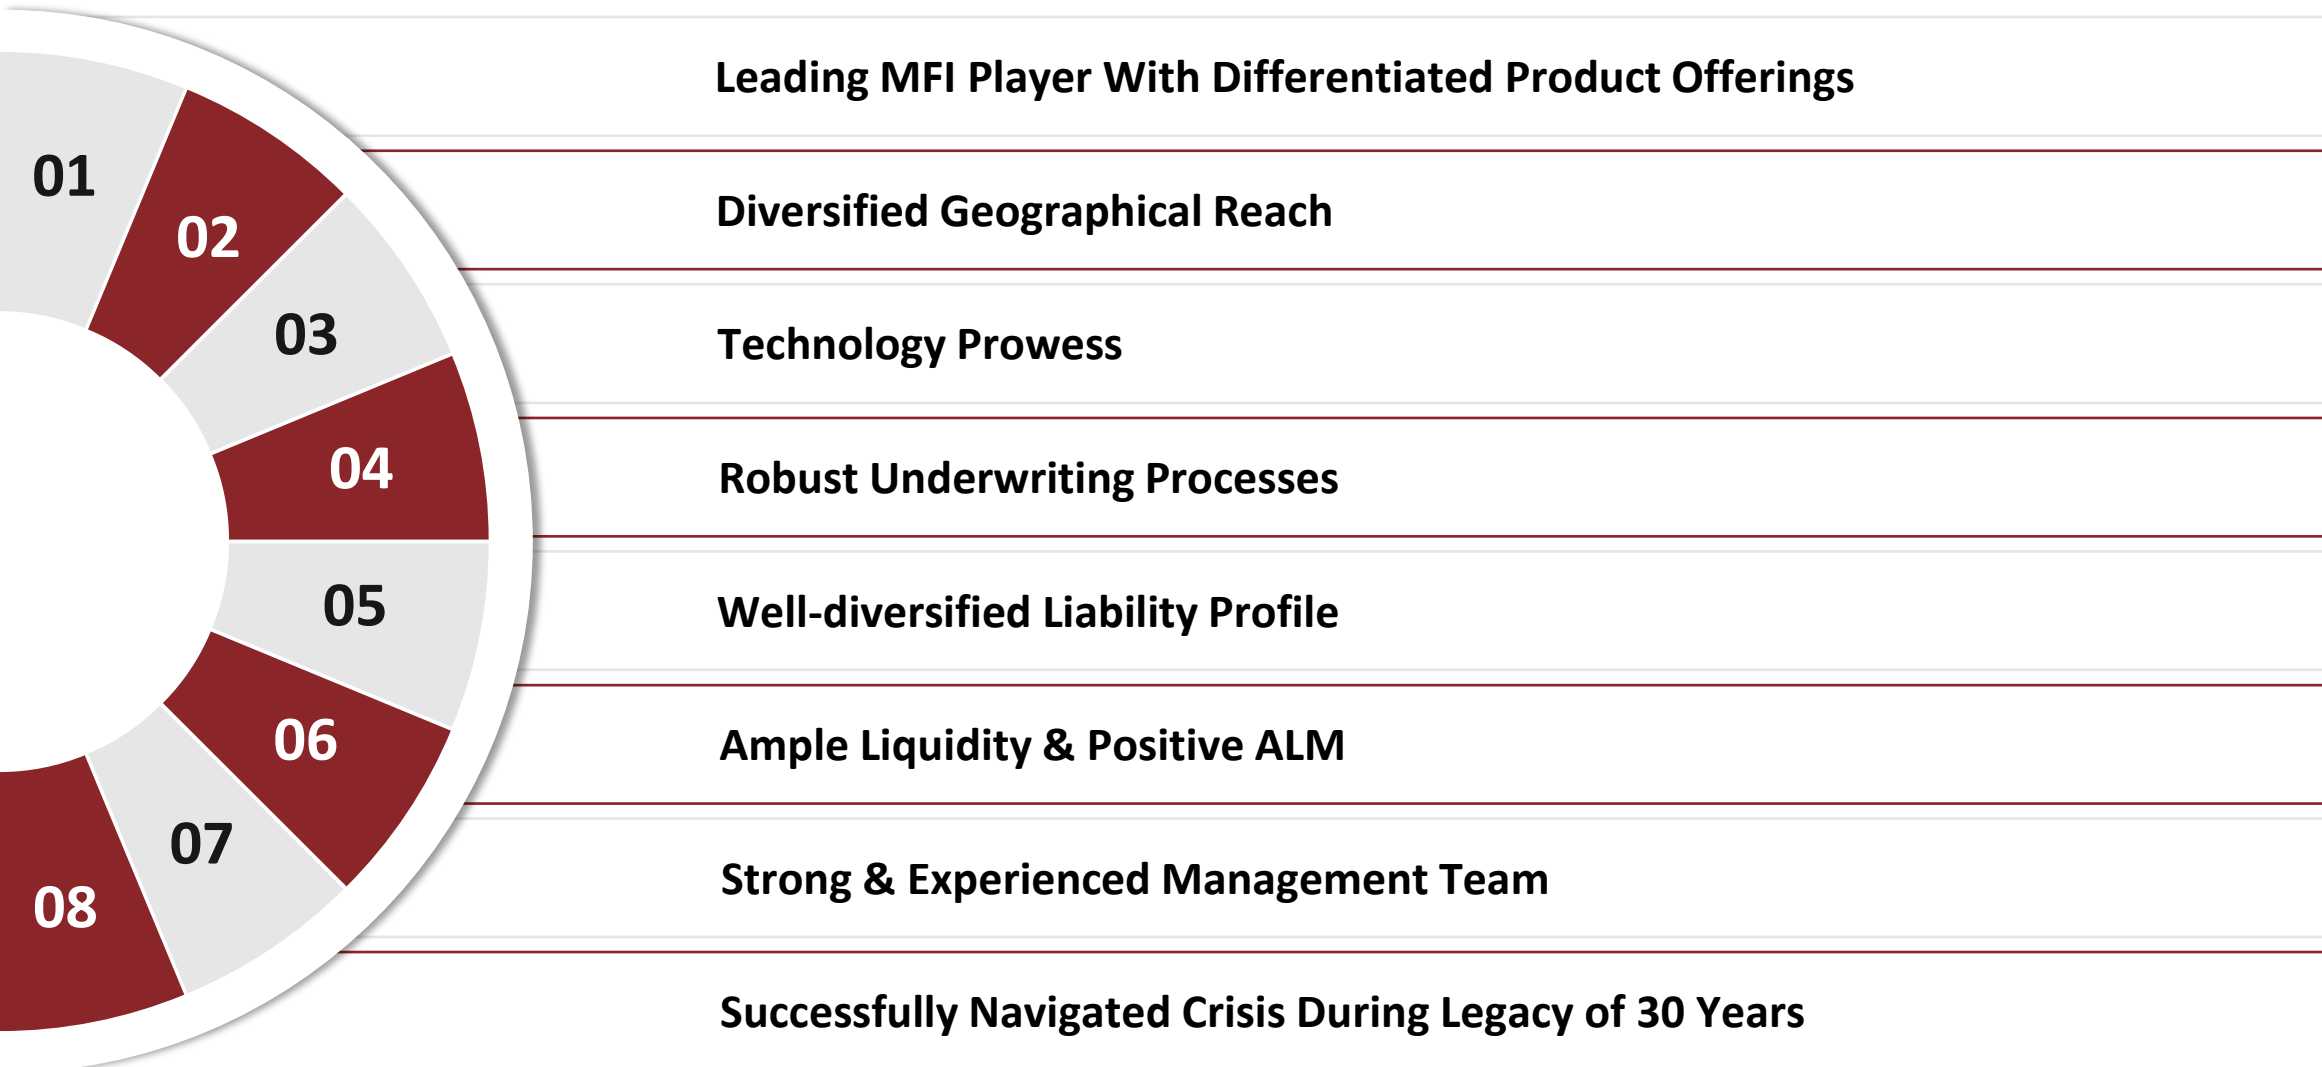 01
Leading MFI Player With Differentiated Product Offerings
02
Diversified Geographical Reach
03
Technology Prowess
04
Robust Underwriting Processes
05
Well-diversified Liability Profile
06
Ample Liquidity & Positive ALM
07
Strong & Experienced Management Team
08
Successfully Navigated Crisis During Legacy of 30 Years